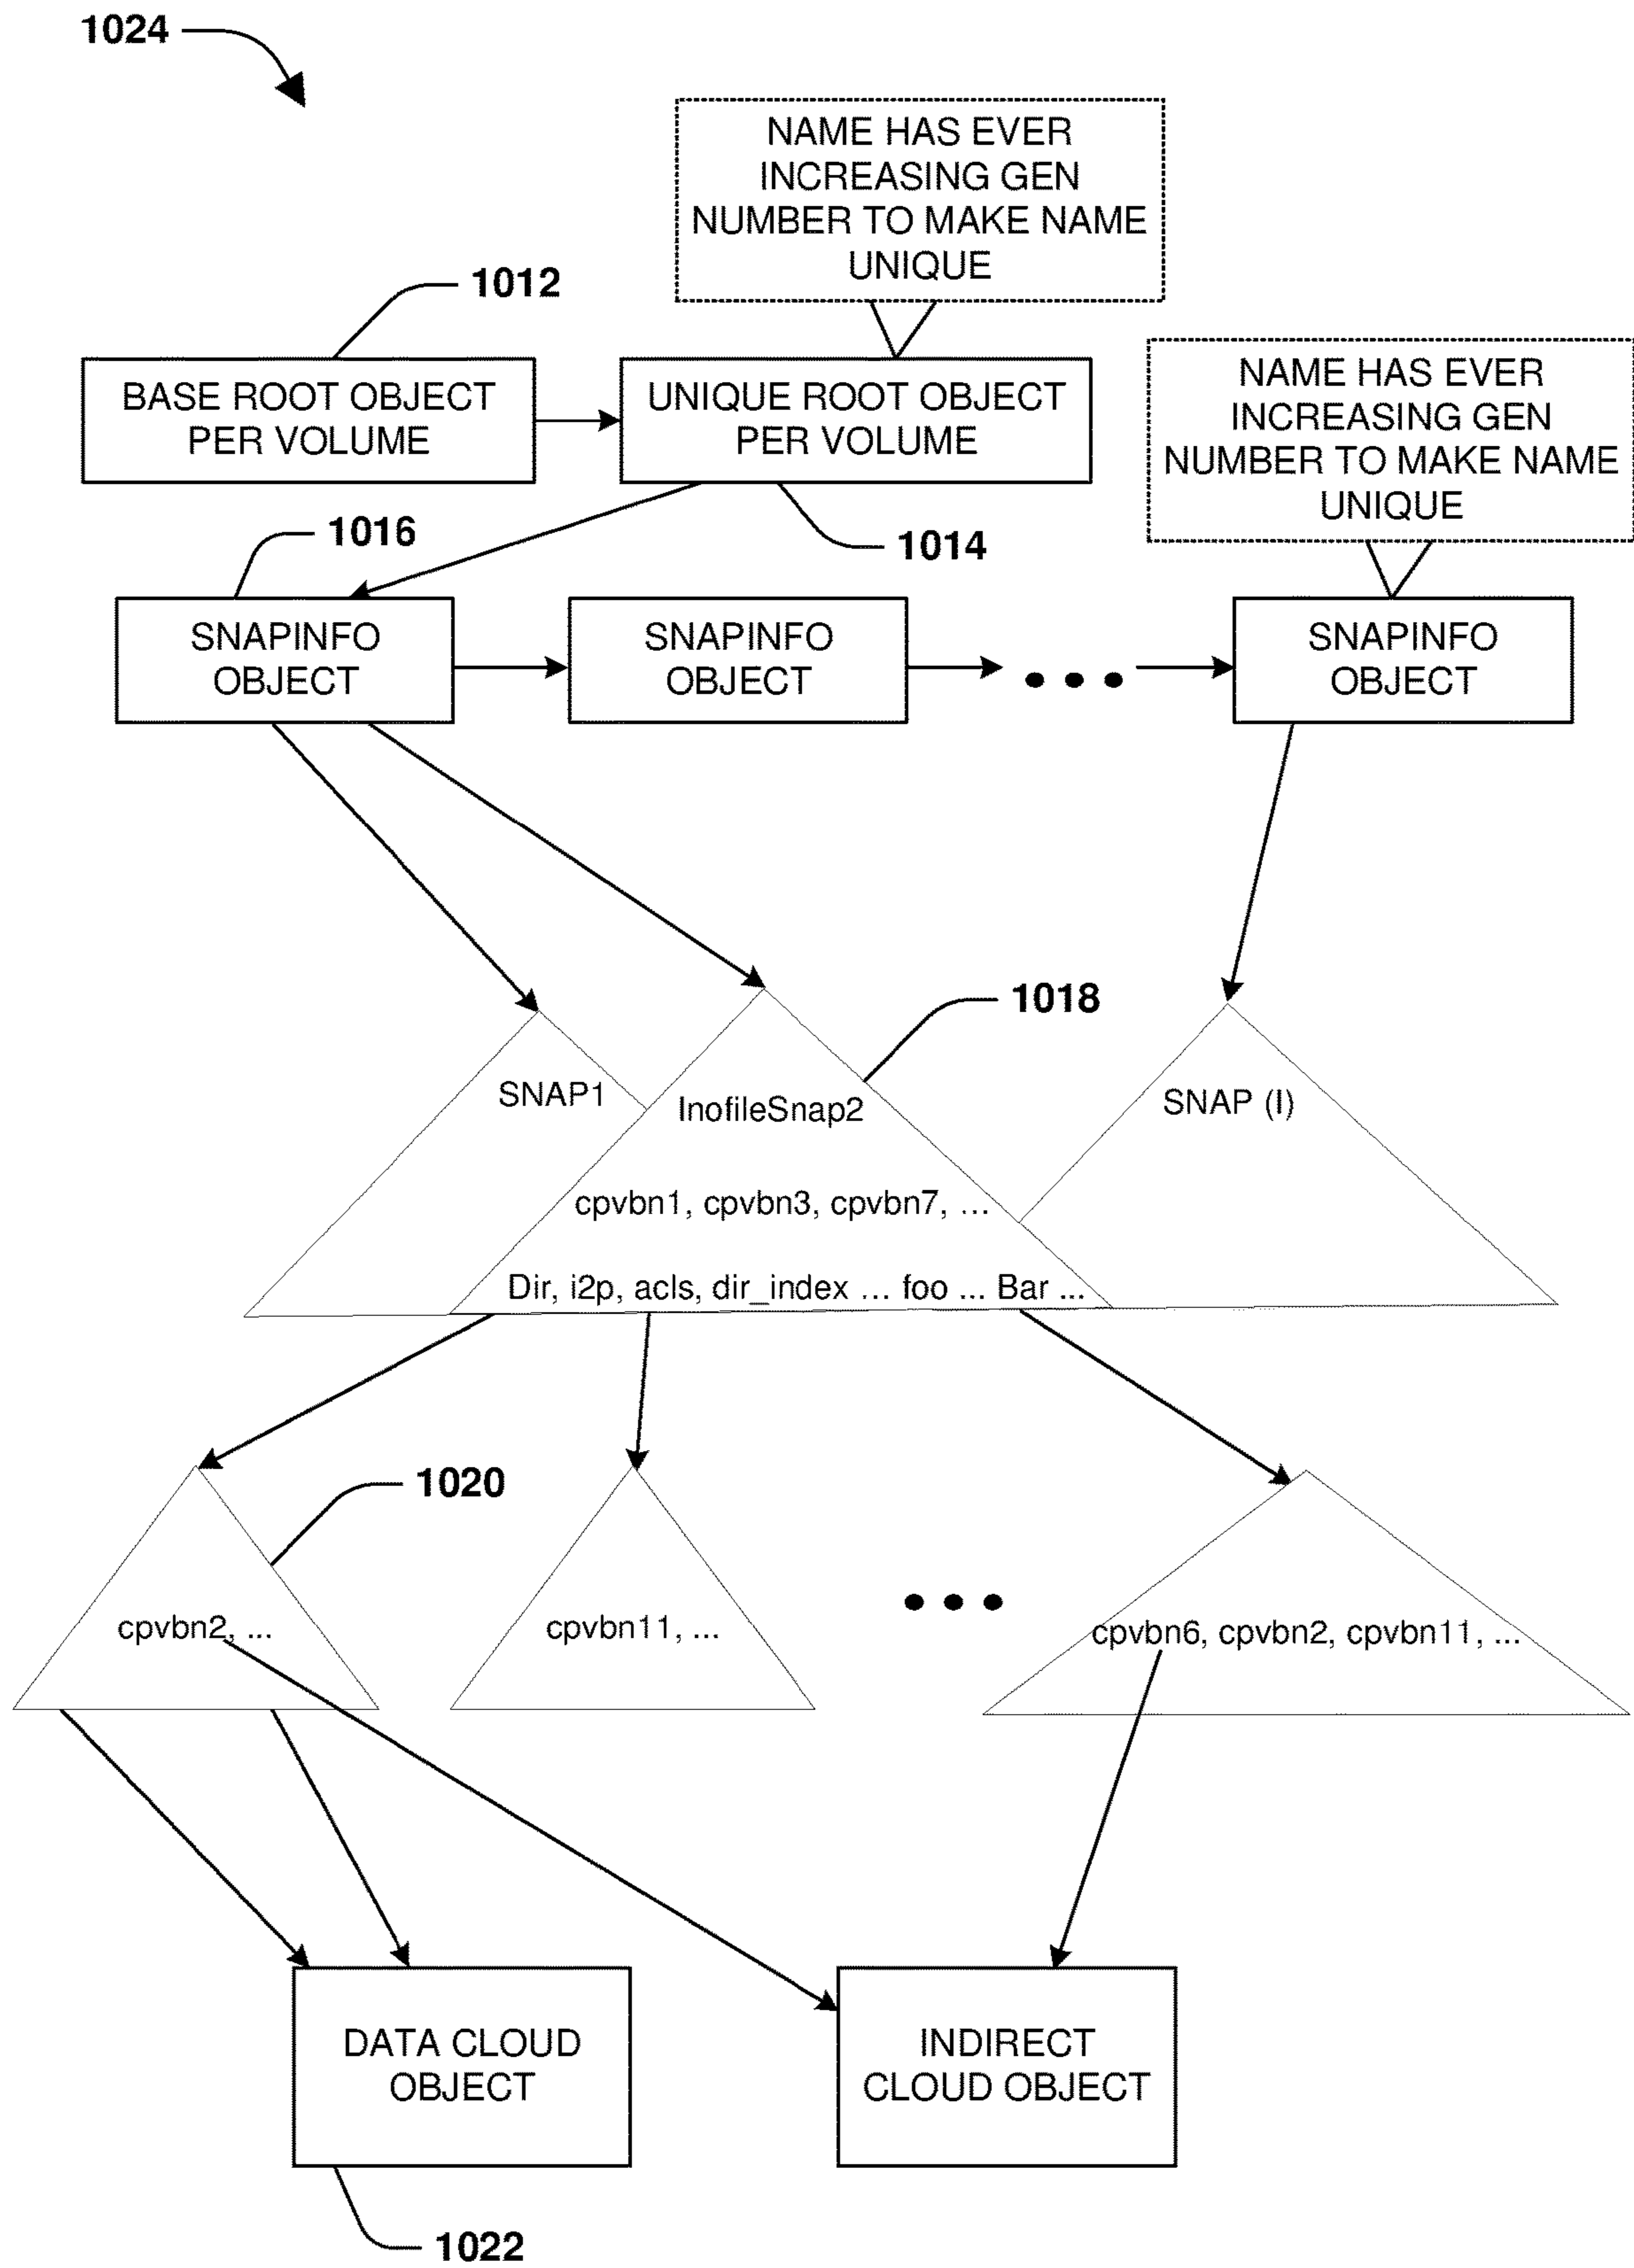 1024
NAME HAS EVER
INCREASING GEN
NUMBER TO MAKE NAME
UNIQUE
1012
BASE ROOT OBJECT
PER VOLUME
UNIQUE ROOT OBJECT
PER VOLUME
NAME HAS EVER
INCREASING GEN
NUMBER TO MAKE NAME
UNIQUE
1016
1014
SNAPINFO
OBJECT
SNAPINFO
OBJECT
SNAPINFO
OBJECT
1018
SNAP1
InofileSnap2
SNAP (I)
cpvbn1, cpvbn3, cpvbn7, ...
Dir, i2p, acls, dir_index ... foo ... Bar ...
1020
cpvbn2, ...
cpvbn11, ...
cpvbn6, cpvbn2, cpvbn11, ...
DATA CLOUD
OBJECT
INDIRECT
CLOUD OBJECT
1022